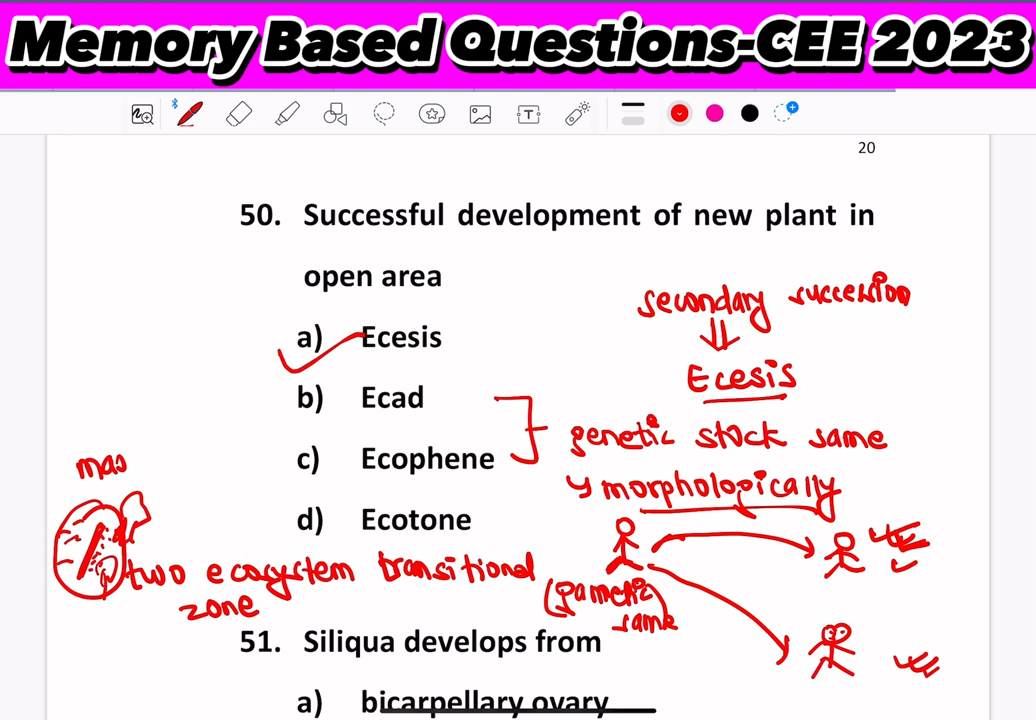 Memory Based Questions-CEE 2023
20
50. Successful development of new plant in
open area
secondary succession
a) Ecesis
Ecesis
b) Ecad
genetic stock same
c) Ecophene
morphologically
d) Ecotone
two ecosystem transitional
zone
(gametic
same)
51. Siliqua develops from
a) bicarpellary ovary